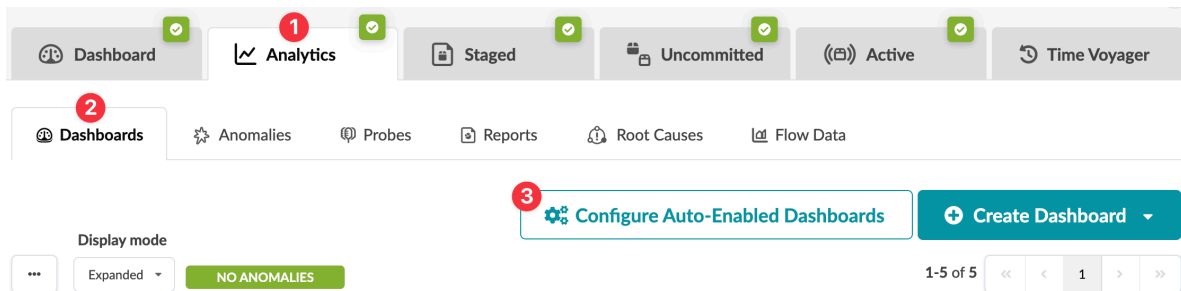 1
Dashboard Analytics Staged Uncommitted Active Time Voyager
2
Dashboards Anomalies Probes Reports Root Causes Flow Data
3
Configure Auto-Enabled Dashboards Create Dashboard
Display mode
Expanded NO ANOMALIES 1-5 of 5 1